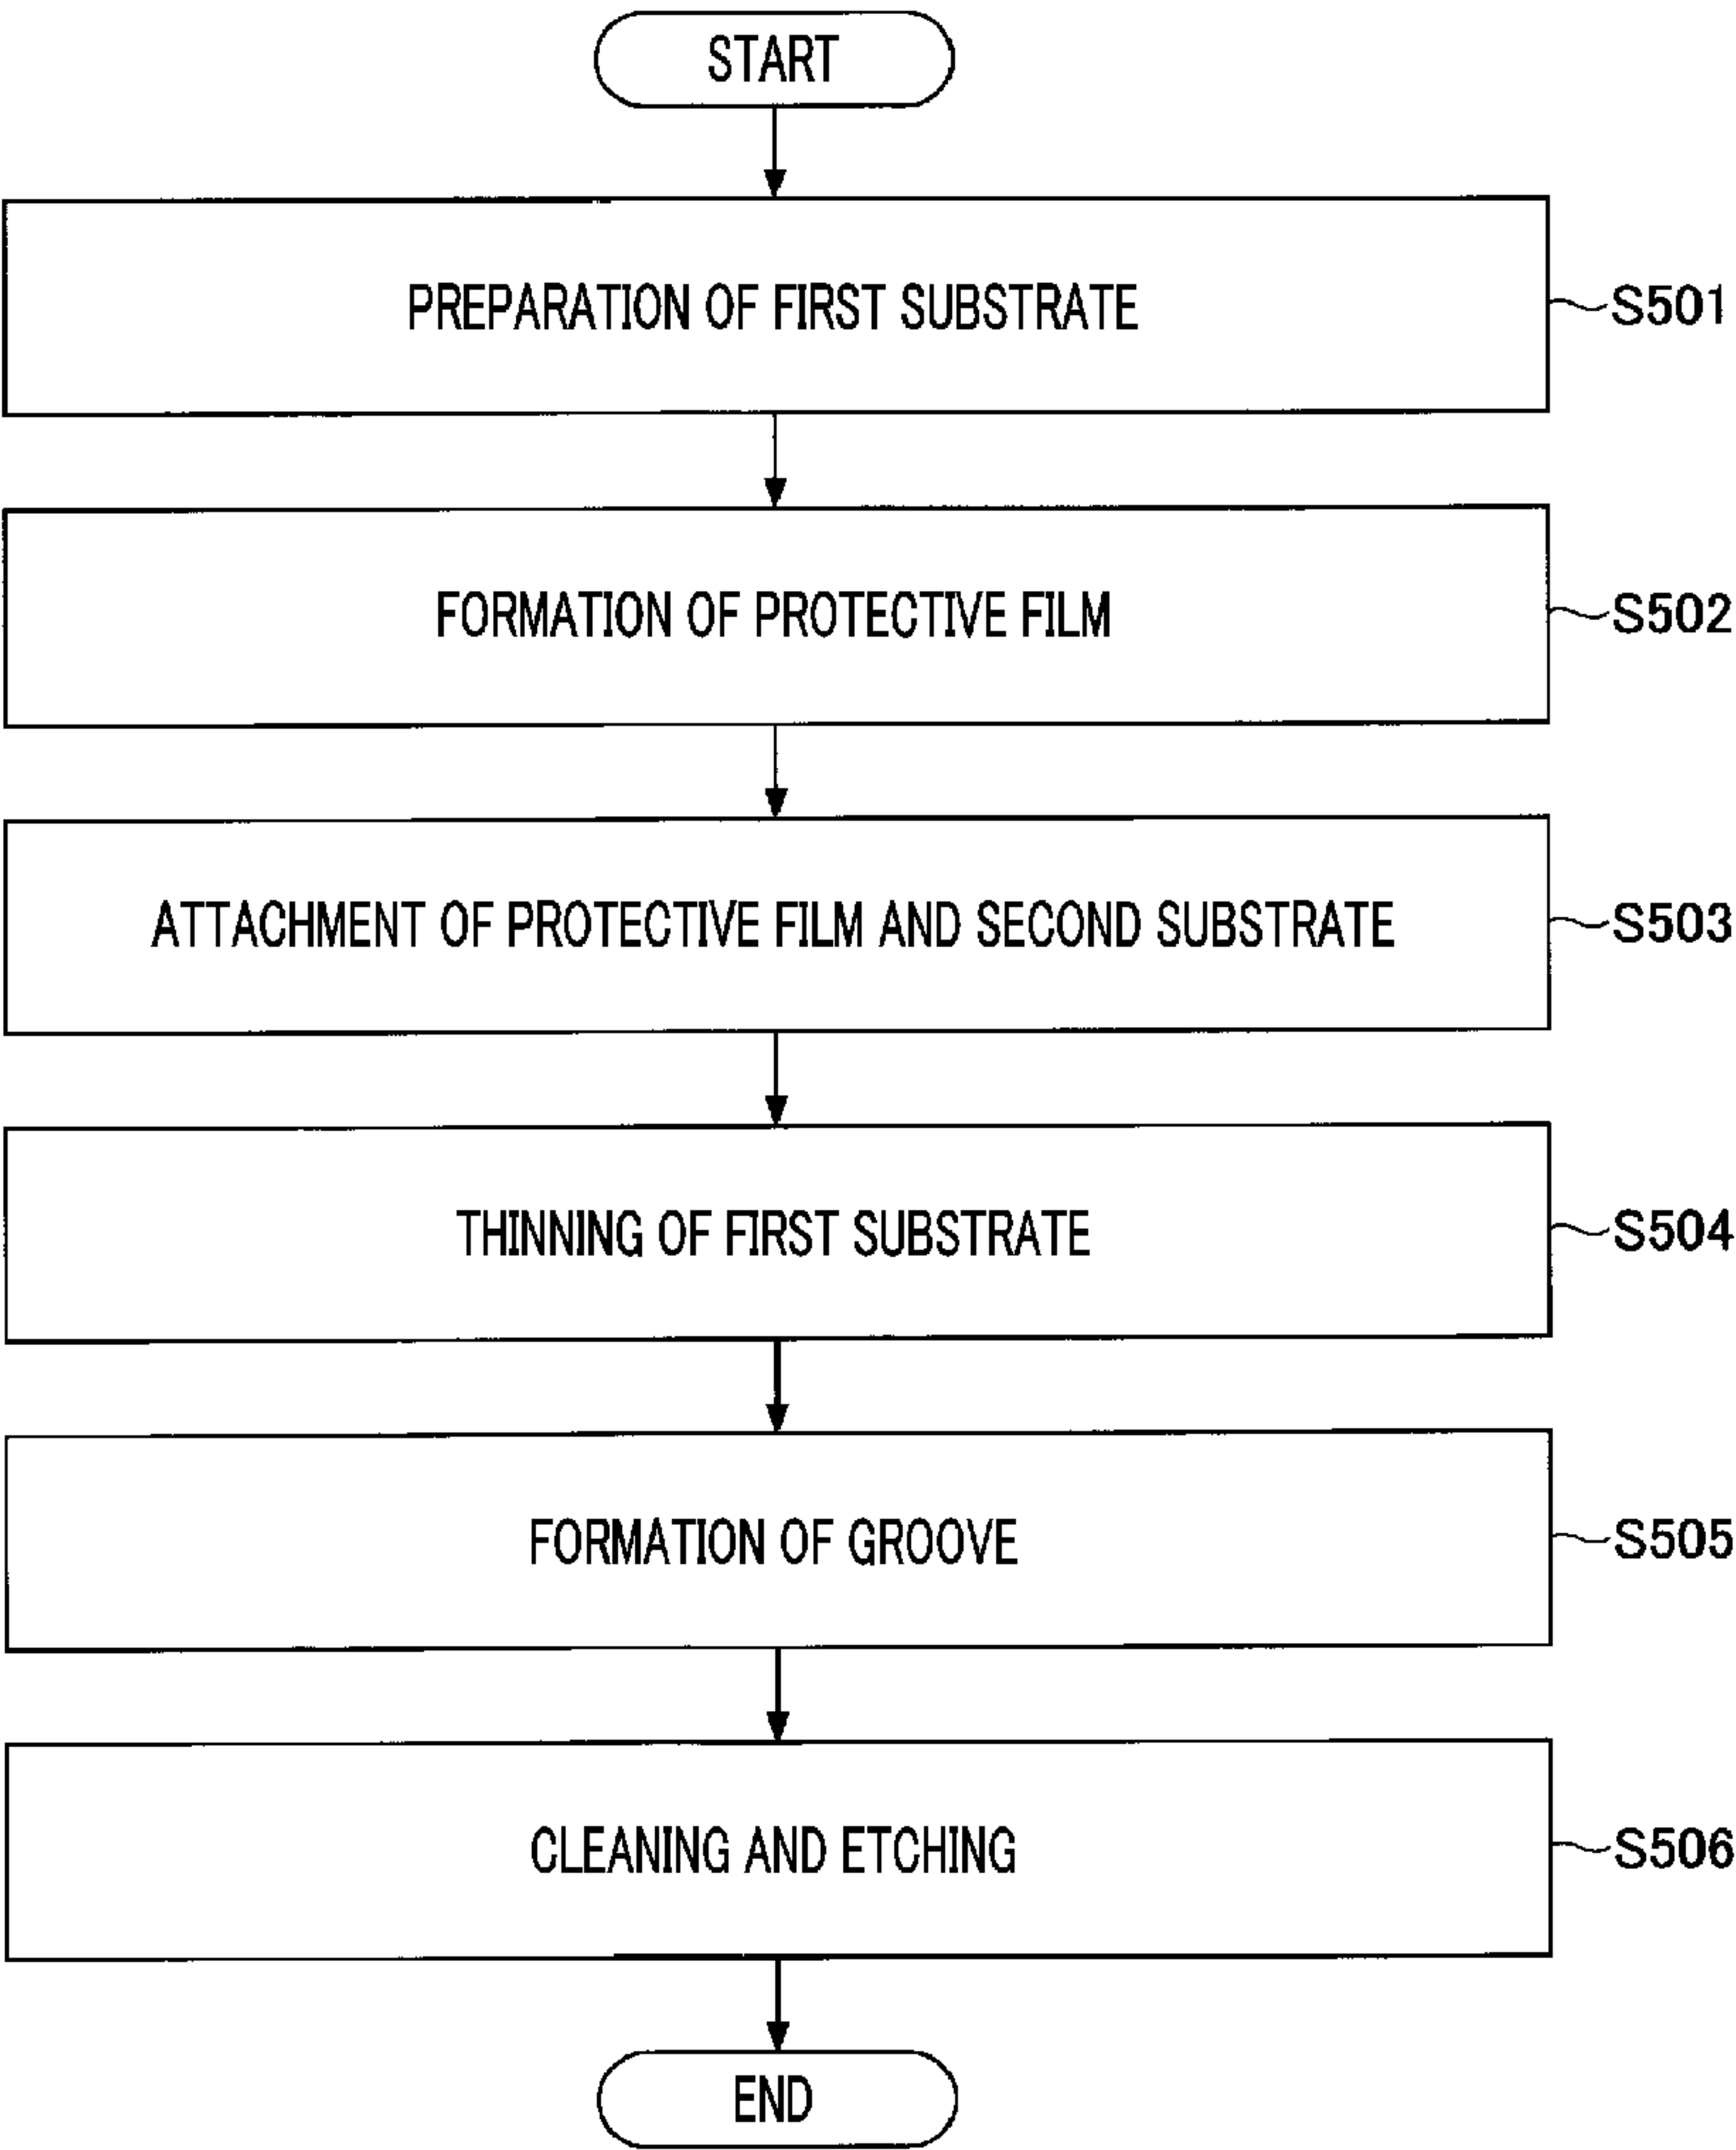 START
PREPARATION OF FIRST SUBSTRATE
S501
FORMATION OF PROTECTIVE FILM
S502
ATTACHMENT OF PROTECTIVE FILM AND SECOND SUBSTRATE
S503
THINNING OF FIRST SUBSTRATE
S504
FORMATION OF GROOVE
S505
CLEANING AND ETCHING
S506
END